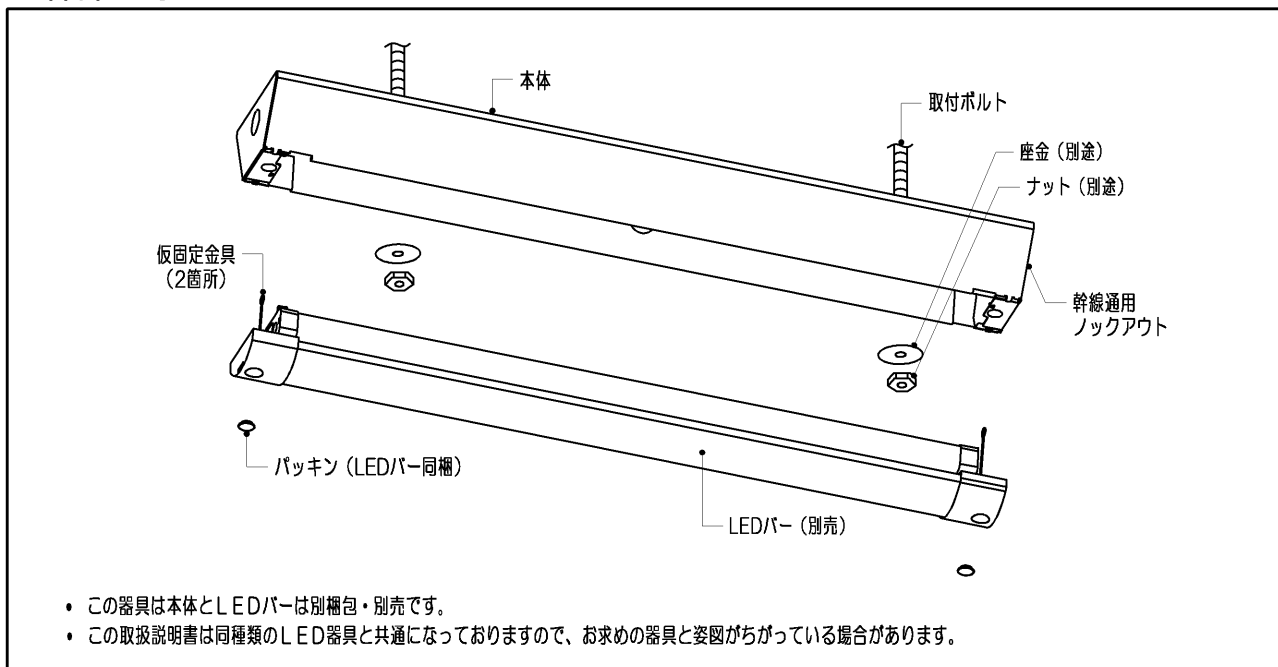 本体
取付ボルト
座金（別途）
ナット（別途）
仮固定金具
（2箇所）
幹線通用
ノックアウト
パッキン（LEDバー同梱）
LEDバー（別売）
• この器具は本体とＬＥＤバーは別梱包・別売です。
• この取扱説明書は同種類のＬＥＤ器具と共通になっておりますので、お求めの器具と姿図がちがっている場合があります。